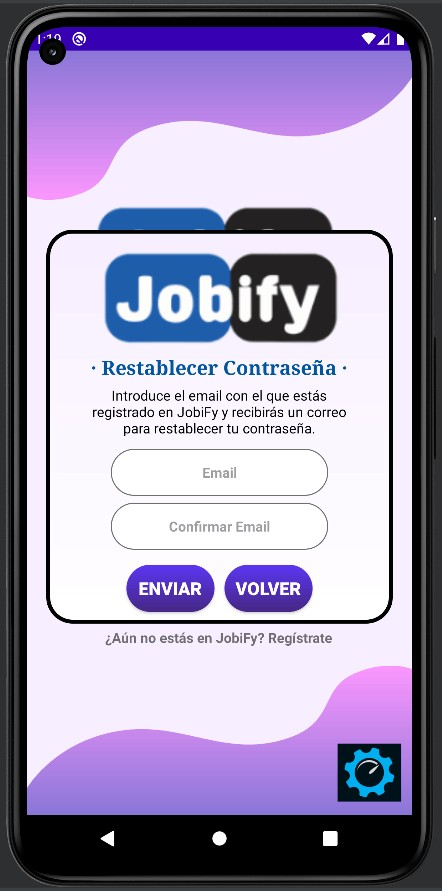 1:19
Jobify
· Restablecer Contraseña ·
Introduce el email con el que estás
registrado en JobiFy y recibirás un correo
para restablecer tu contraseña.
Email
Confirmar Email
ENVIAR VOLVER
¿Aún no estás en JobiFy? Regístrate